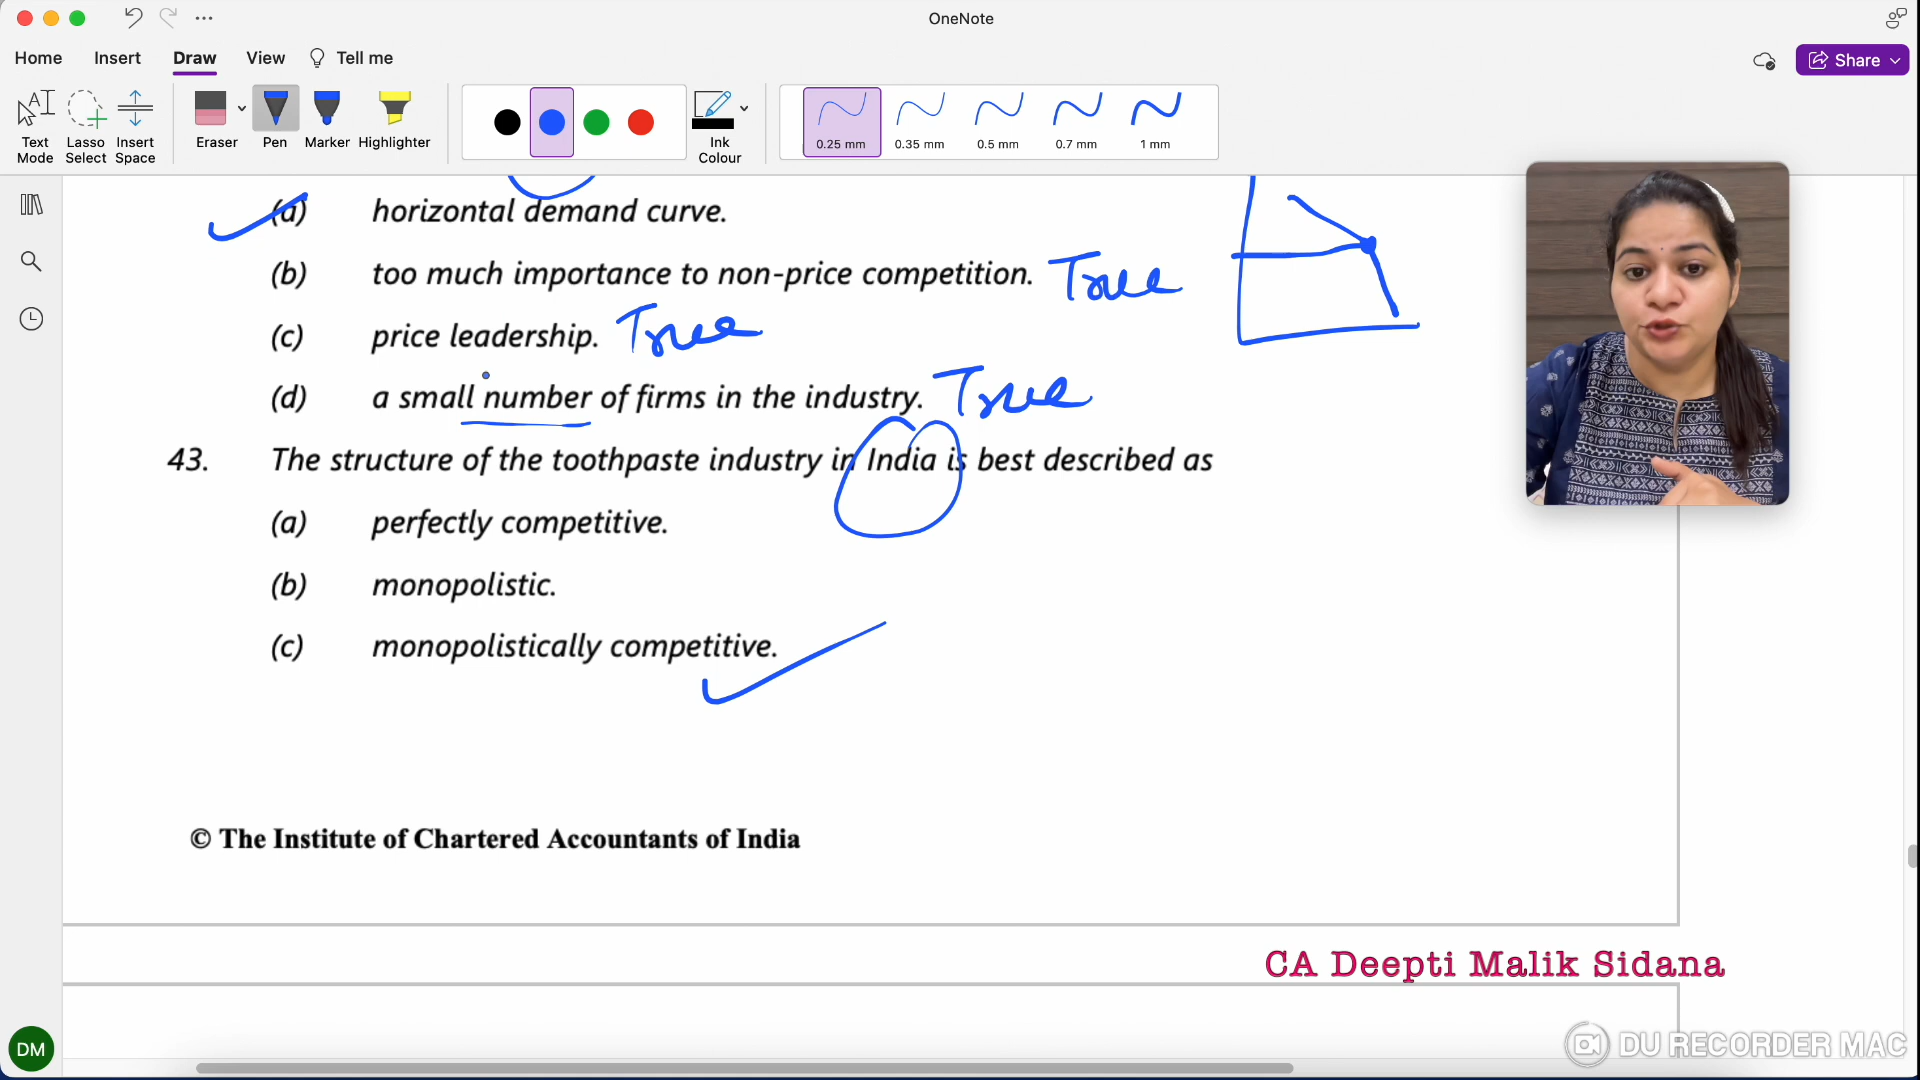 OneNote
Home Insert Draw View Tell me Share
Text Mode
Lasso Select
Insert Space
Eraser
Pen
Marker
Highlighter
Ink Colour
0.25 mm 0.35 mm 0.5 mm 0.7 mm 1 mm
(a) horizontal demand curve.
(b) too much importance to non-price competition. True
(c) price leadership. True
(d) a small number of firms in the industry. True
43. The structure of the toothpaste industry in India is best described as
(a) perfectly competitive.
(b) monopolistic.
(c) monopolistically competitive.
© The Institute of Chartered Accountants of India
CA Deepti Malik Sidana
DM
DU RECORDER MAC